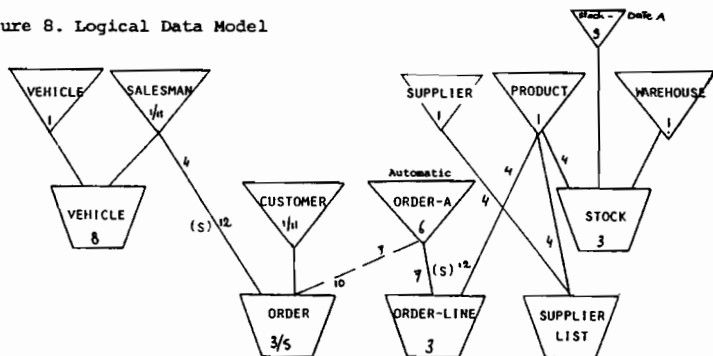 ure 8. Logical Data Model
Stock - Date A
9
VEHICLE
1
SALESMAN
1/11
SUPPLIER
1
PRODUCT
1
WAREHOUSE
1
4
4
Automatic
CUSTOMER
1/11
ORDER-A
6
4
4
4
VEHICLE
8
(S) 12
STOCK
3
10
7
(S) 12
ORDER
3/5
ORDER-LINE
3
SUPPLIER
LIST